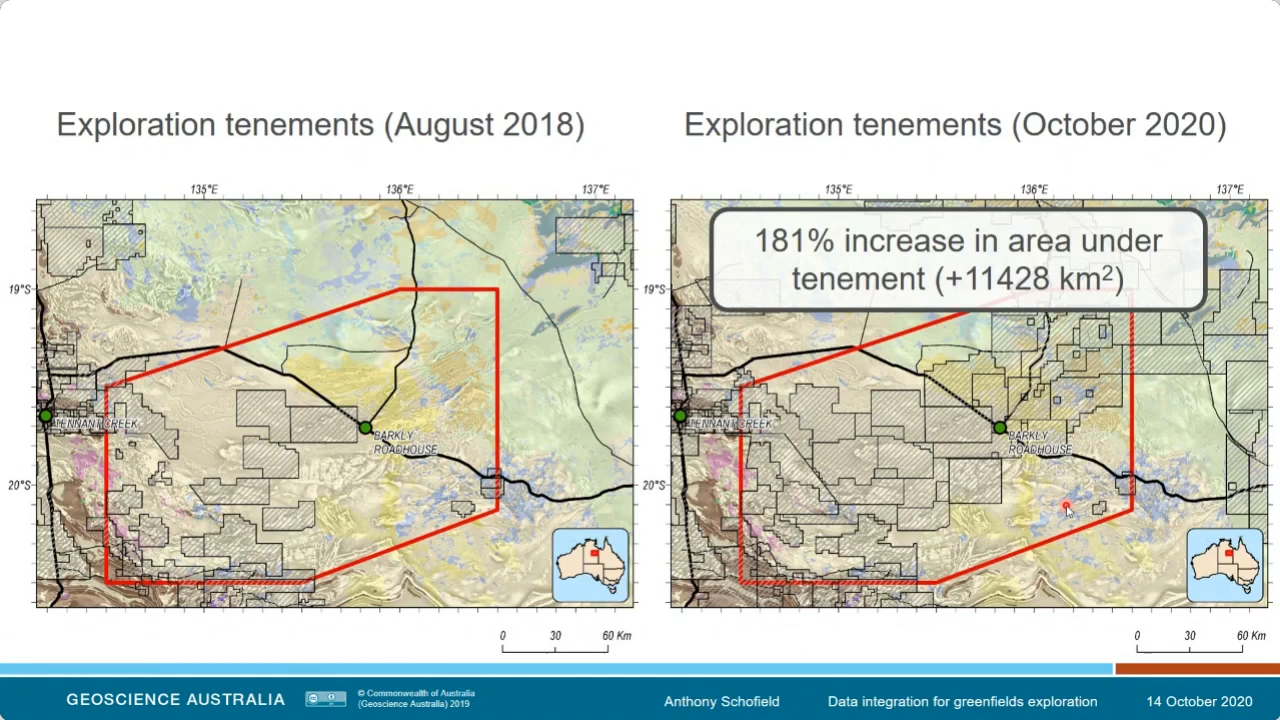 Exploration tenements (August 2018)
Exploration tenements (October 2020)
135°E
136°E
137°E
19°S
20°S
TENNANT CREEK
BARKLY
ROADHOUSE
0
30
60 Km
135°E
136°E
137°E
181% increase in area under
tenement (+11428 km²)
19°S
20°S
TENNANT CREEK
BARKLY
ROADHOUSE
0
30
60 Km
GEOSCIENCE AUSTRALIA
© Commonwealth of Australia
(Geoscience Australia) 2019
Anthony Schofield
Data integration for greenfields exploration
14 October 2020